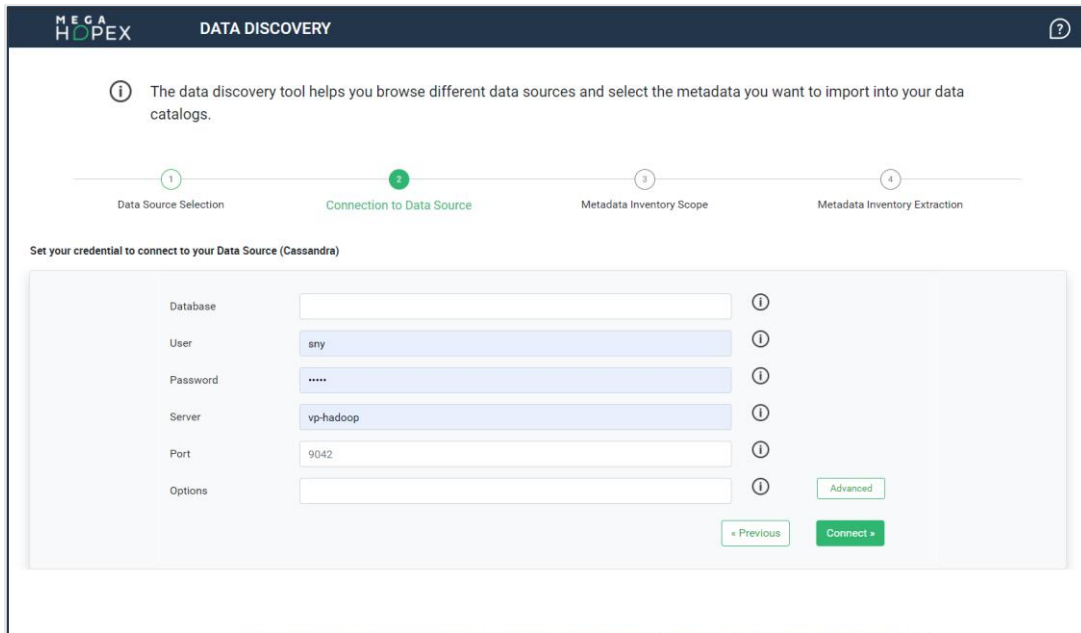 MEGA
HOPEX
DATA DISCOVERY
?
i
The data discovery tool helps you browse different data sources and select the metadata you want to import into your data
catalogs.
1
2
3
4
Data Source Selection
Connection to Data Source
Metadata Inventory Scope
Metadata Inventory Extraction
Set your credential to connect to your Data Source (Cassandra)
Database
i
User
sny
i
Password
•••••
i
Server
vp-hadoop
i
Port
9042
i
Options
i
Advanced
« Previous
Connect »